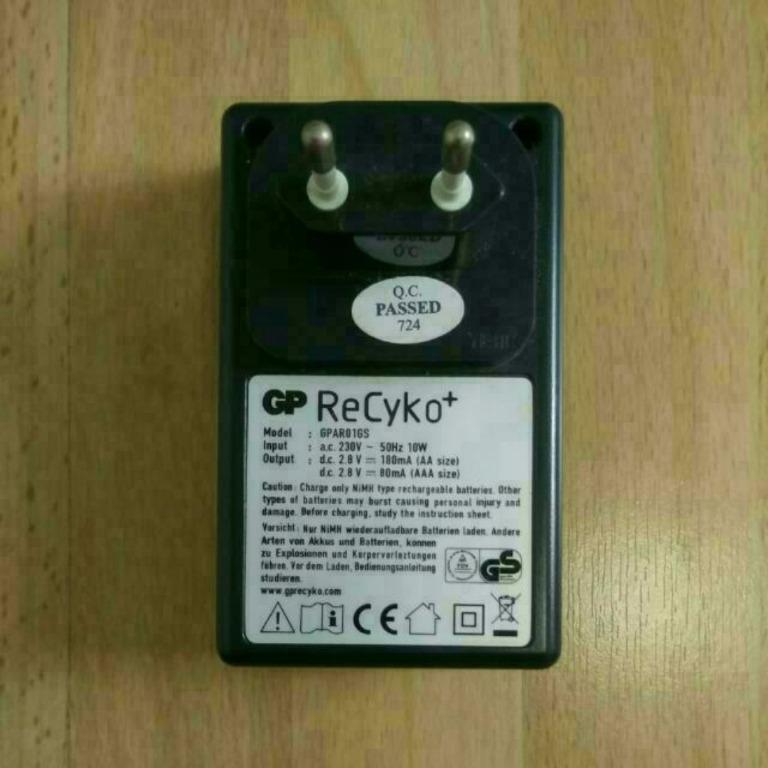 Q.C.
PASSED
724
GP ReCyko+
Model : GPAR01GS
Input : a.c. 230V ~ 50Hz 10W
Output : d.c. 2.8 V ⎓ 180mA (AA size)
d.c. 2.8 V ⎓ 80mA (AAA size)
Caution: Charge only NiMH type rechargeable batteries. Other
types of batteries may burst causing personal injury and
damage. Before charging, study the instruction sheet.
Vorsicht: Nur NiMH wiederaufladbare Batterien laden. Andere
Arten von Akkus und Batterien, konnen
zu Explosionen und Korperverleztungen
führen. Vor dem Laden, Bedienungsanleitung
studieren.
www.gprecyko.com
GS
CE